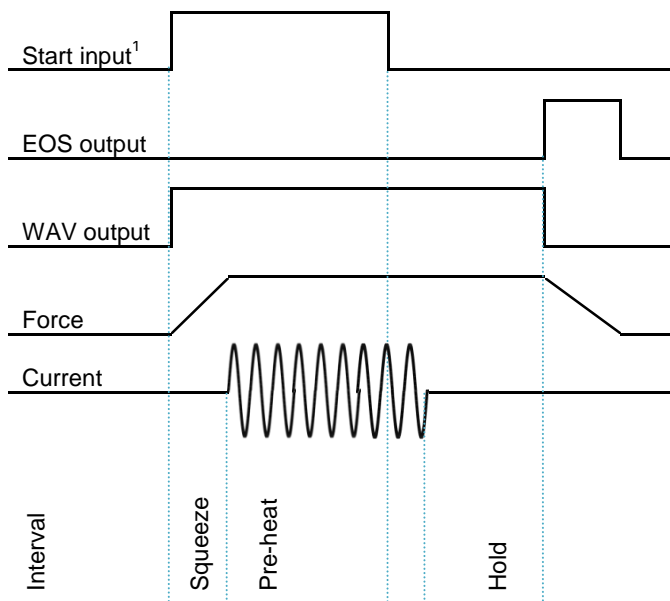 Start input¹
EOS output
WAV output
Force
Current
Interval
Squeeze
Pre-heat
Hold